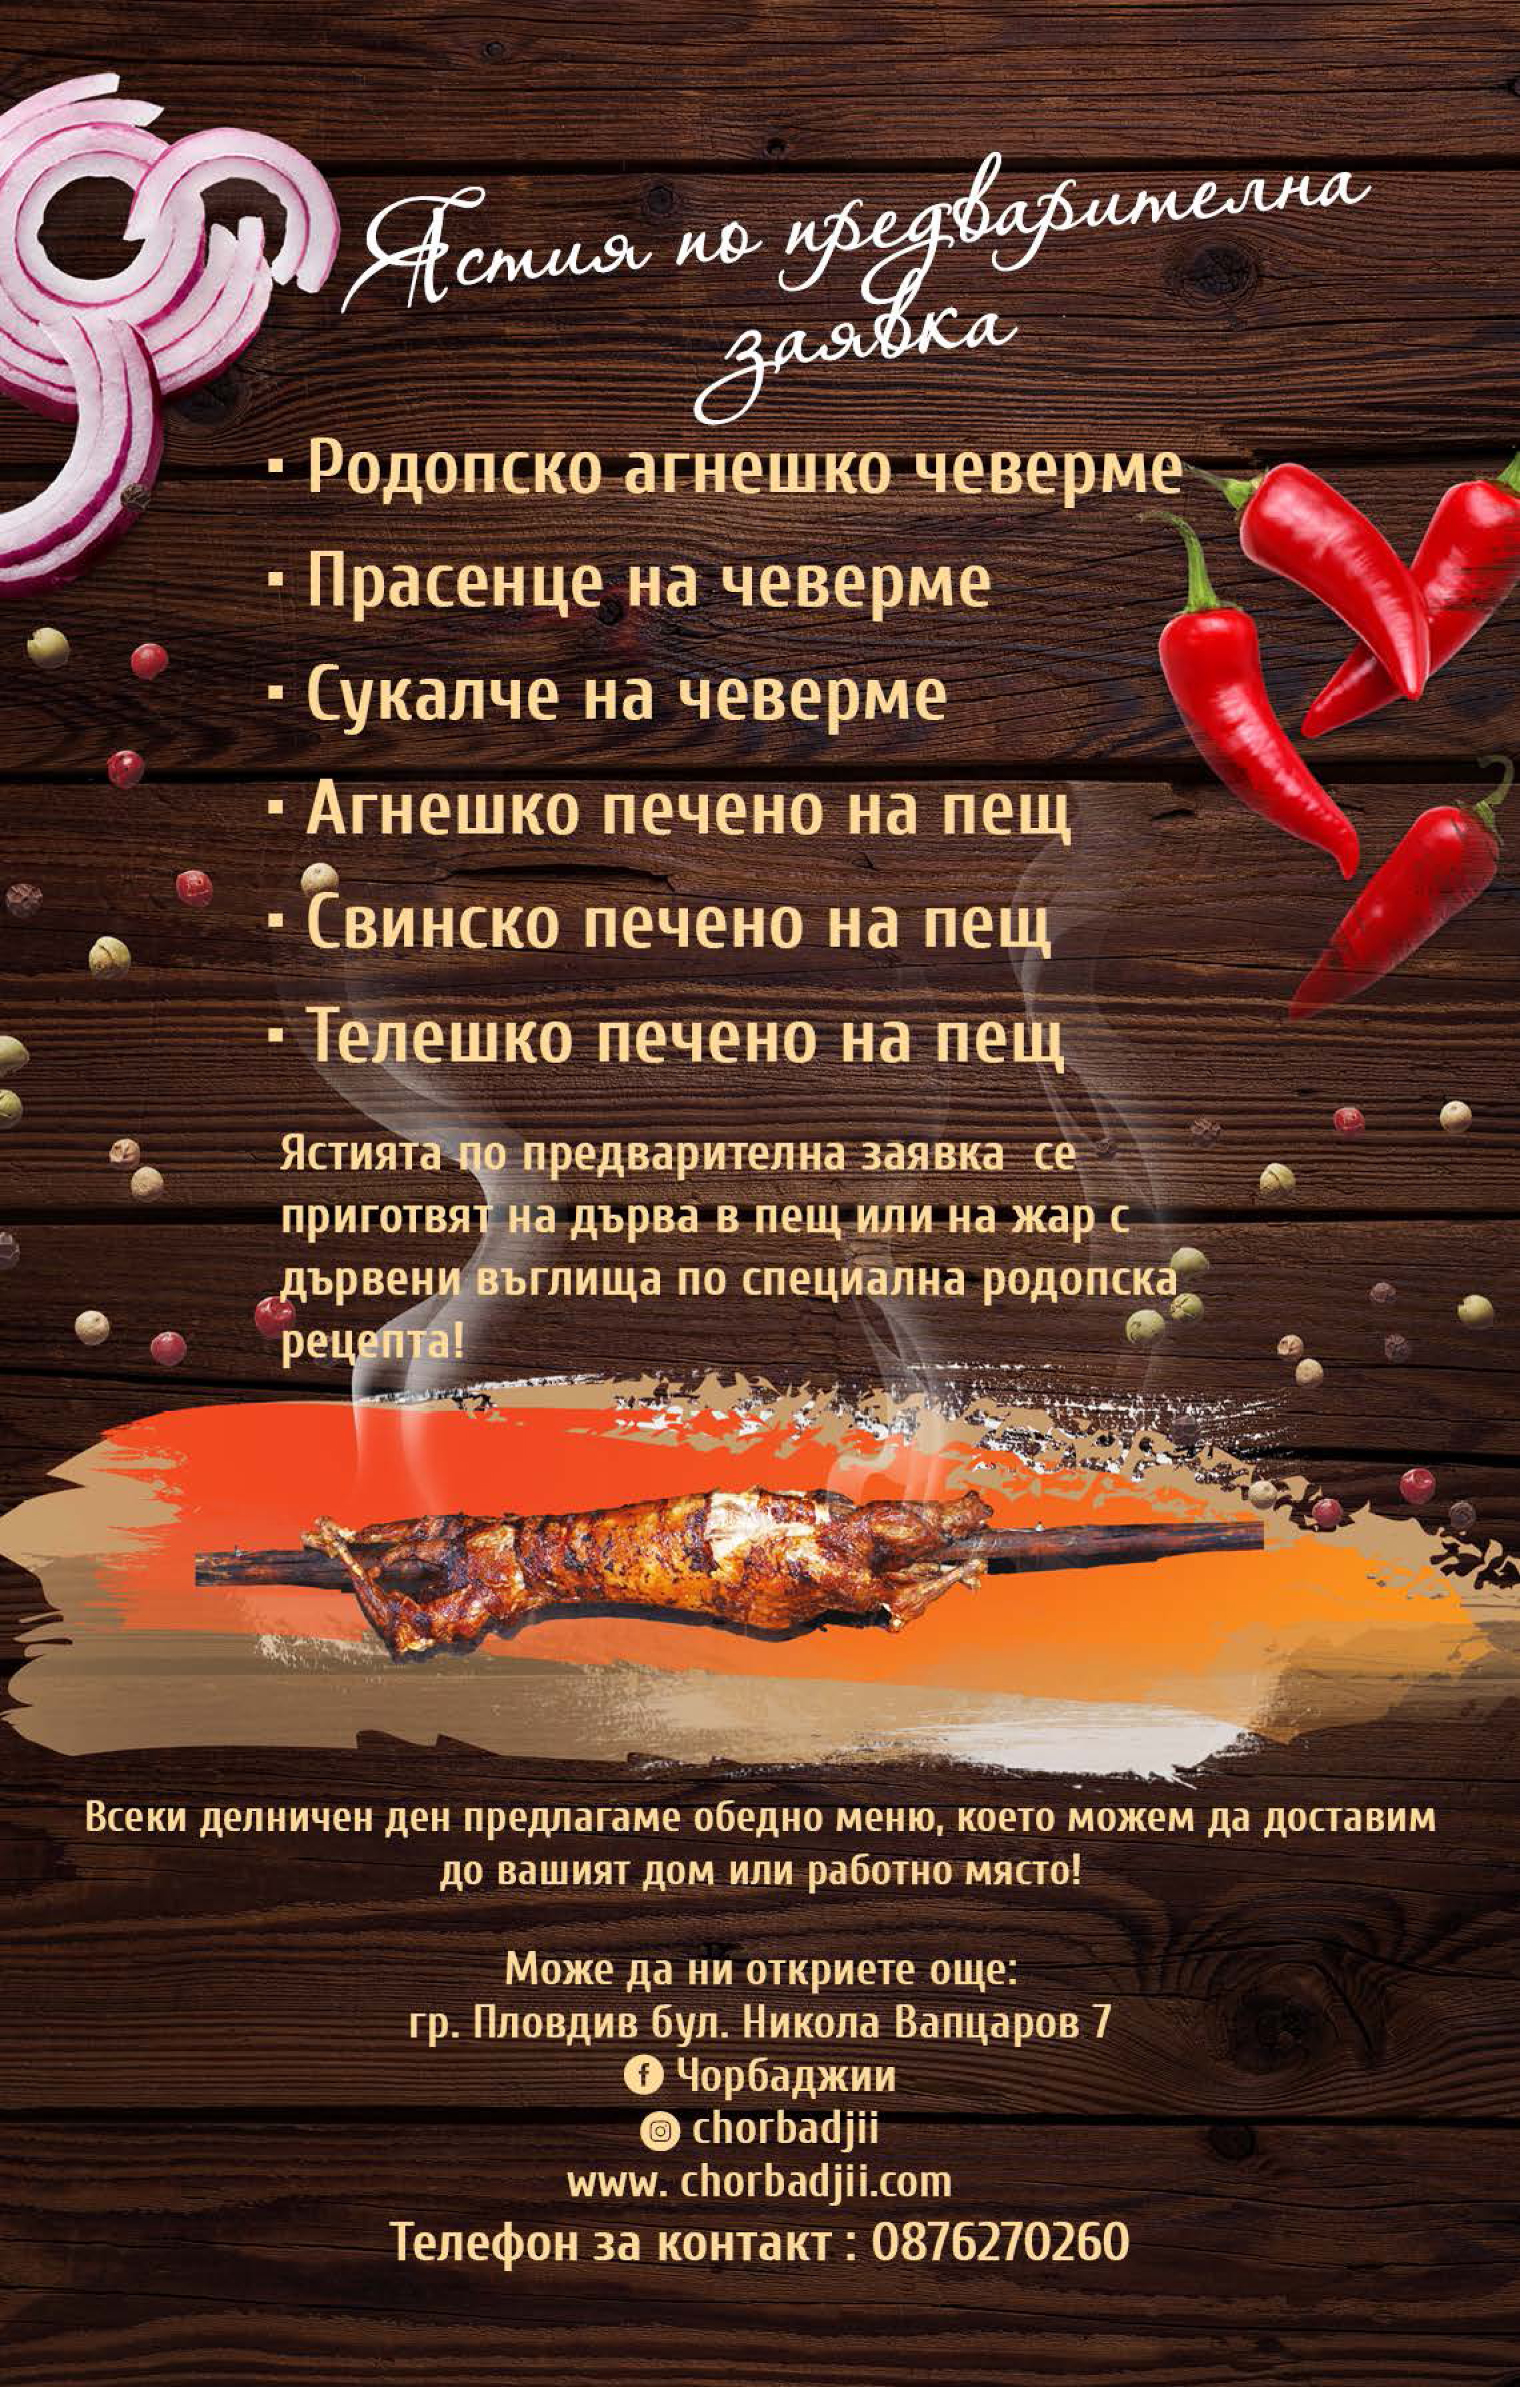 Ястия по предварителна
заявка
▪ Родопско агнешко чеверме
▪ Прасенце на чеверме
▪ Сукалче на чеверме
▪ Агнешко печено на пещ
▪ Свинско печено на пещ
▪ Телешко печено на пещ
Ястията по предварителна заявка се
приготвят на дърва в пещ или на жар с
дървени въглища по специална родопска
рецепта!
Всеки делничен ден предлагаме обедно меню, което можем да доставим
до вашият дом или работно място!
Може да ни откриете още:
гр. Пловдив бул. Никола Вапцаров 7
Чорбаджии
chorbadjii
www. chorbadjii.com
Телефон за контакт : 0876270260